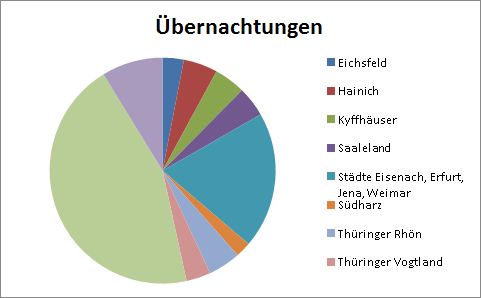 Übernachtungen
Eichsfeld
Hainich
Kyffhäuser
Saaleland
Städte Eisenach, Erfurt,
Jena, Weimar
Südharz
Thüringer Rhön
Thüringer Vogtland